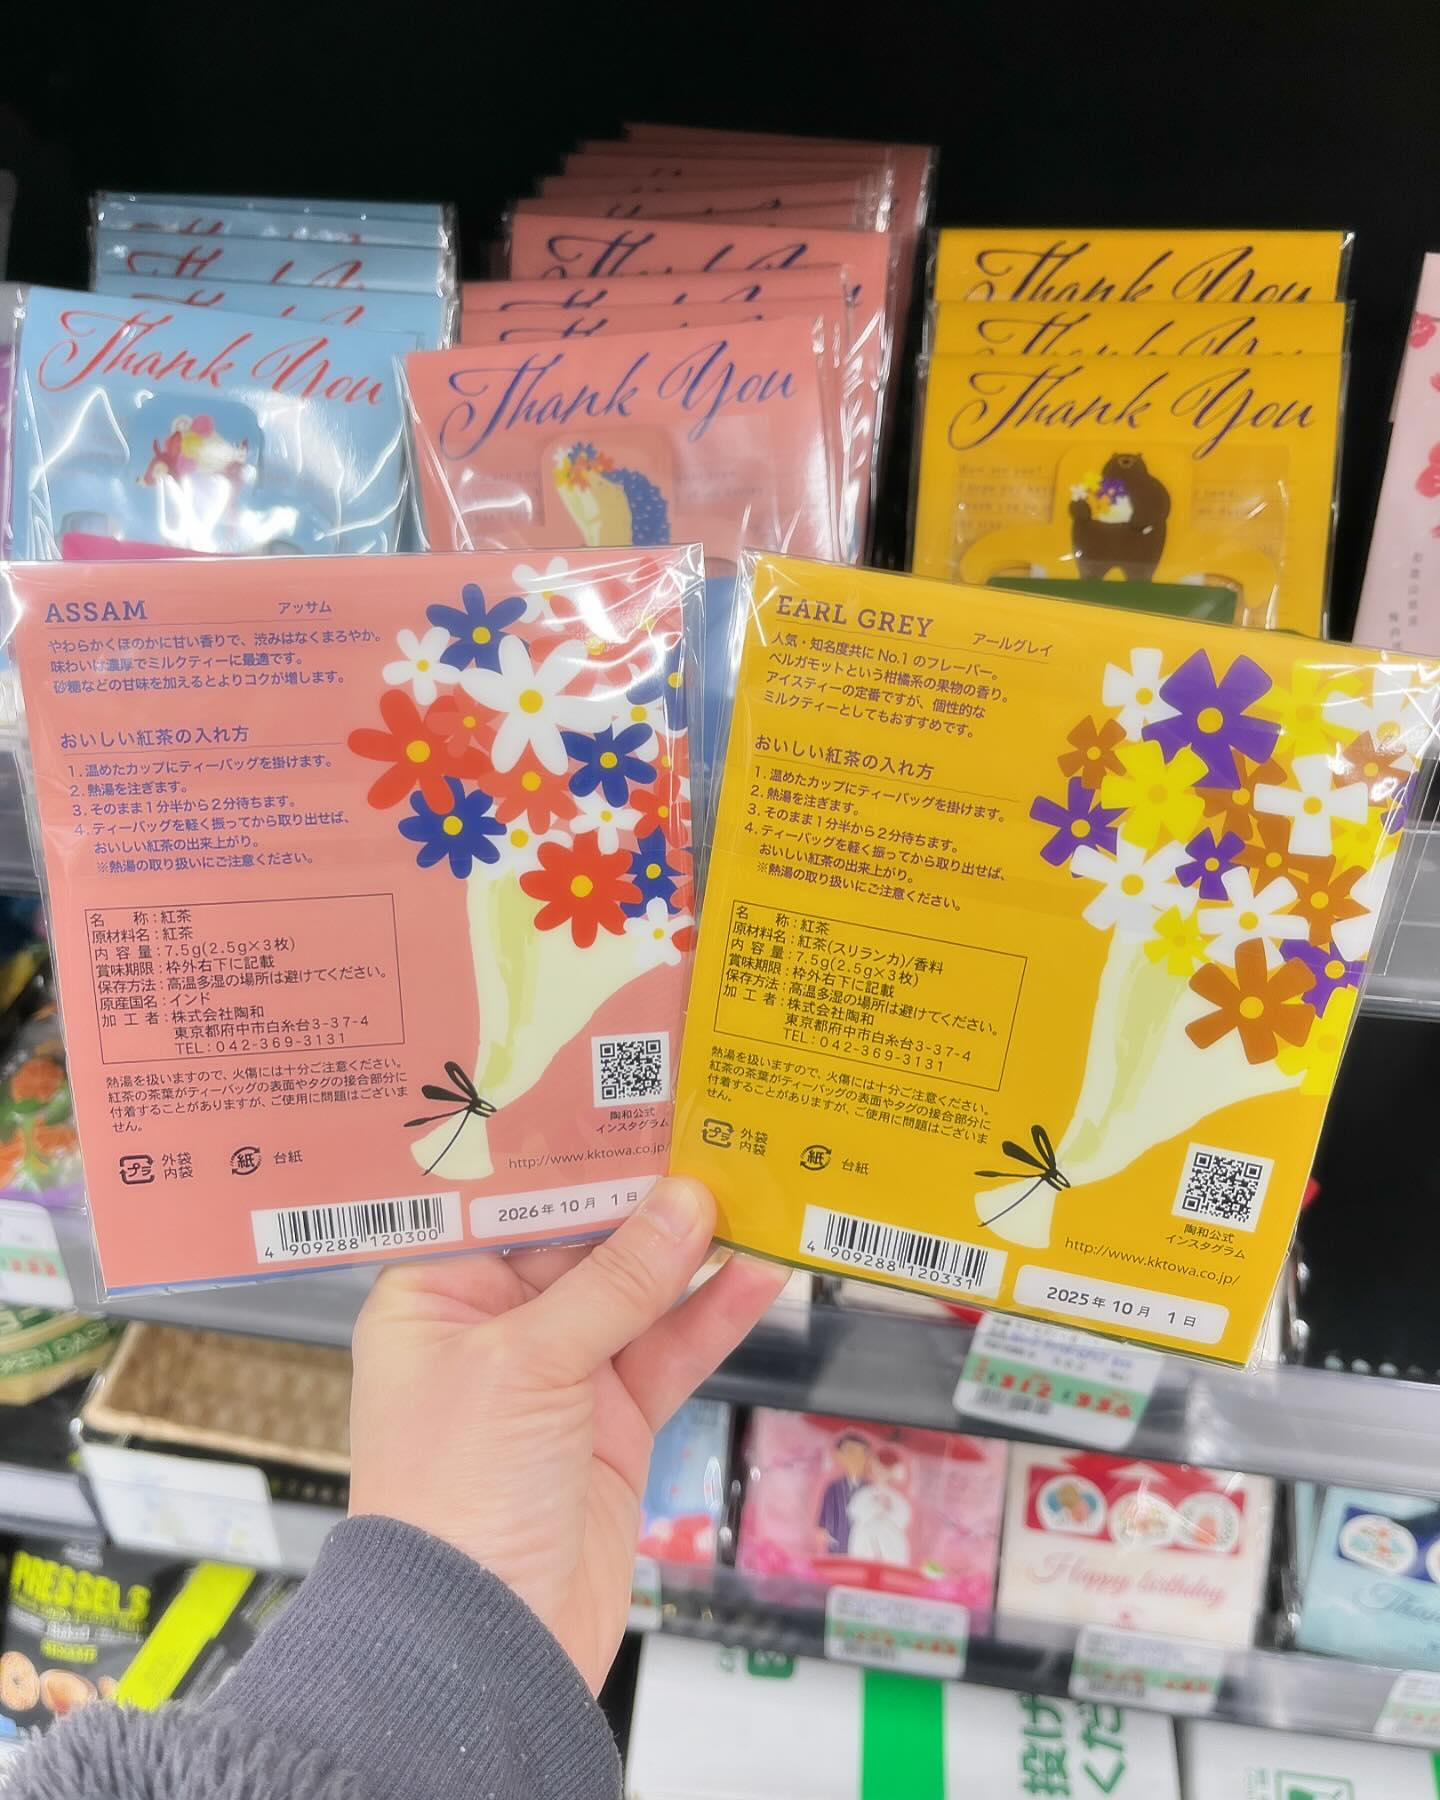 Thank You
Thank You
Thank You
Thank You
Thank You
Thank You
ASSAM アッサム
やわらかくほのかに甘い香りで、渋みはなくまろやか。
味わいは濃厚でミルクティーに最適です。
砂糖などの甘味を加えるとよりコクが増します。
おいしい紅茶の入れ方
1. 温めたカップにティーバッグを掛けます。
2. 熱湯を注ぎます。
3. そのまま1分半から2分待ちます。
4. ティーバッグを軽く振ってから取り出せば、
おいしい紅茶の出来上がり。
※熱湯の取り扱いにご注意ください。
名 称：紅茶
原材料名：紅茶
内 容 量：7.5g(2.5g×3枚)
賞味期限：枠外右下に記載
保存方法：高温多湿の場所は避けてください。
原産国名：インド
加 工 者：株式会社陶和
東京都府中市白糸台3-37-4
TEL：042-369-3131
熱湯を扱いますので、火傷には十分ご注意ください。
紅茶の茶葉がティーバッグの表面やタグの接合部分に
付着することがありますが、ご使用に問題はございま
せん。
プラ 外袋
内袋
紙 台紙
陶和公式
インスタグラム
http://www.kktowa.co.jp/
4 909288 120300
2026年 10月 1日
EARL GREY アールグレイ
人気・知名度共に No.1 のフレーバー。
ベルガモットという柑橘系の果物の香り。
アイスティーの定番ですが、個性的な
ミルクティーとしてもおすすめです。
おいしい紅茶の入れ方
1. 温めたカップにティーバッグを掛けます。
2. 熱湯を注ぎます。
3. そのまま1分半から2分待ちます。
4. ティーバッグを軽く振ってから取り出せば、
おいしい紅茶の出来上がり。
※熱湯の取り扱いにご注意ください。
名 称：紅茶
原材料名：紅茶(スリランカ)/香料
内 容 量：7.5g(2.5g×3枚)
賞味期限：枠外右下に記載
保存方法：高温多湿の場所は避けてください。
加 工 者：株式会社陶和
東京都府中市白糸台3-37-4
TEL：042-369-3131
熱湯を扱いますので、火傷には十分ご注意ください。
紅茶の茶葉がティーバッグの表面やタグの接合部分に
付着することがありますが、ご使用に問題はございま
せん。
プラ 外袋
内袋
紙 台紙
陶和公式
インスタグラム
http://www.kktowa.co.jp/
4 909288 120331
2025年 10月 1日
Happy birthday